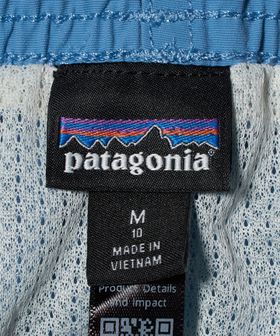 patagonia
M
10
MADE IN
VIETNAM
Product Details
and Impact